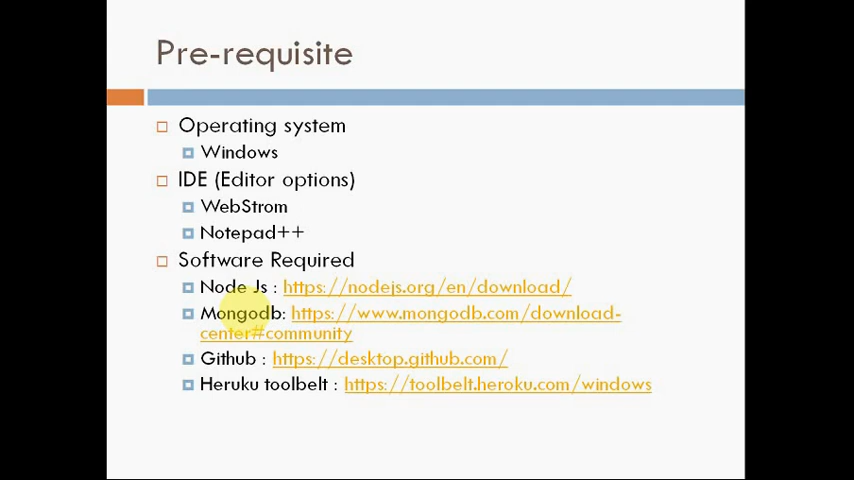 Pre-requisite
Operating system
Windows
IDE (Editor options)
WebStrom
Notepad++
Software Required
Node Js : https://nodejs.org/en/download/
Mongodb: https://www.mongodb.com/download-
center#community
Github : https://desktop.github.com/
Heruku toolbelt : https://toolbelt.heroku.com/windows